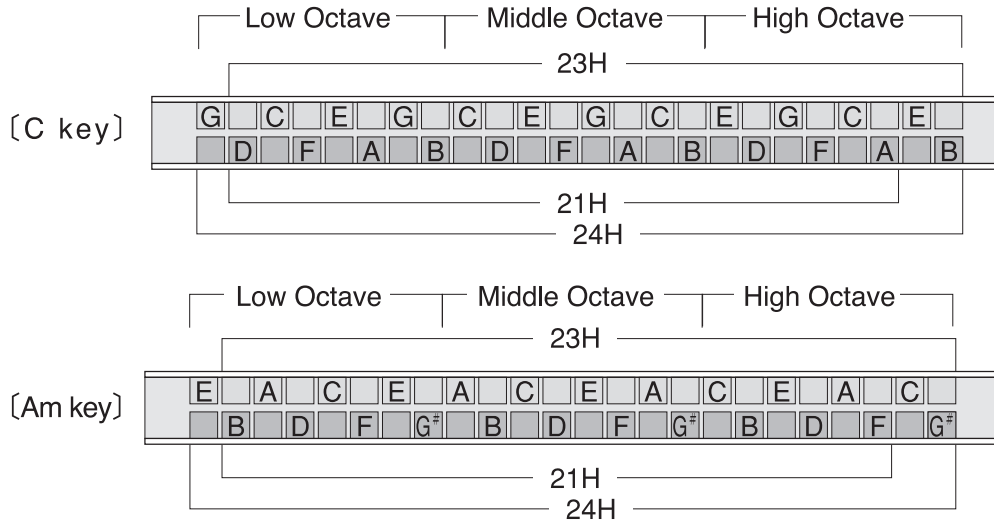 Low Octave Middle Octave High Octave
23H
〔C key〕
G C E G C E G C E G C E
D F A B D F A B D F A B
21H
24H
Low Octave Middle Octave High Octave
23H
〔Am key〕
E A C E A C E A C E A C
B D F G# B D F G# B D F G#
21H
24H